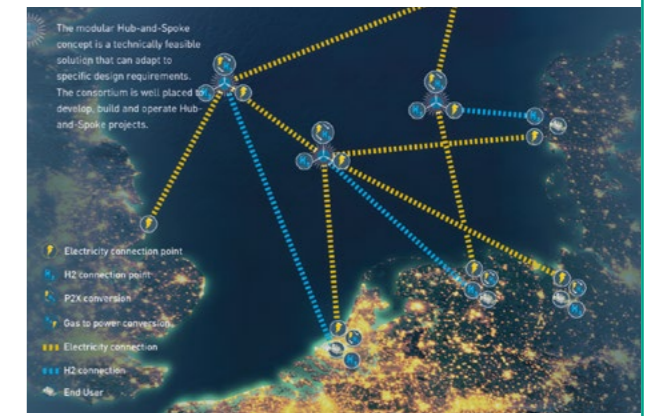 The modular Hub-and-Spoke
concept is a technically feasible
solution that can adapt to
specific design requirements.
The consortium is well placed to
develop, build and operate Hub-
and-Spoke projects.
Electricity connection point
H2 connection point
P2X conversion
Gas to power conversion
Electricity connection
H2 connection
End User